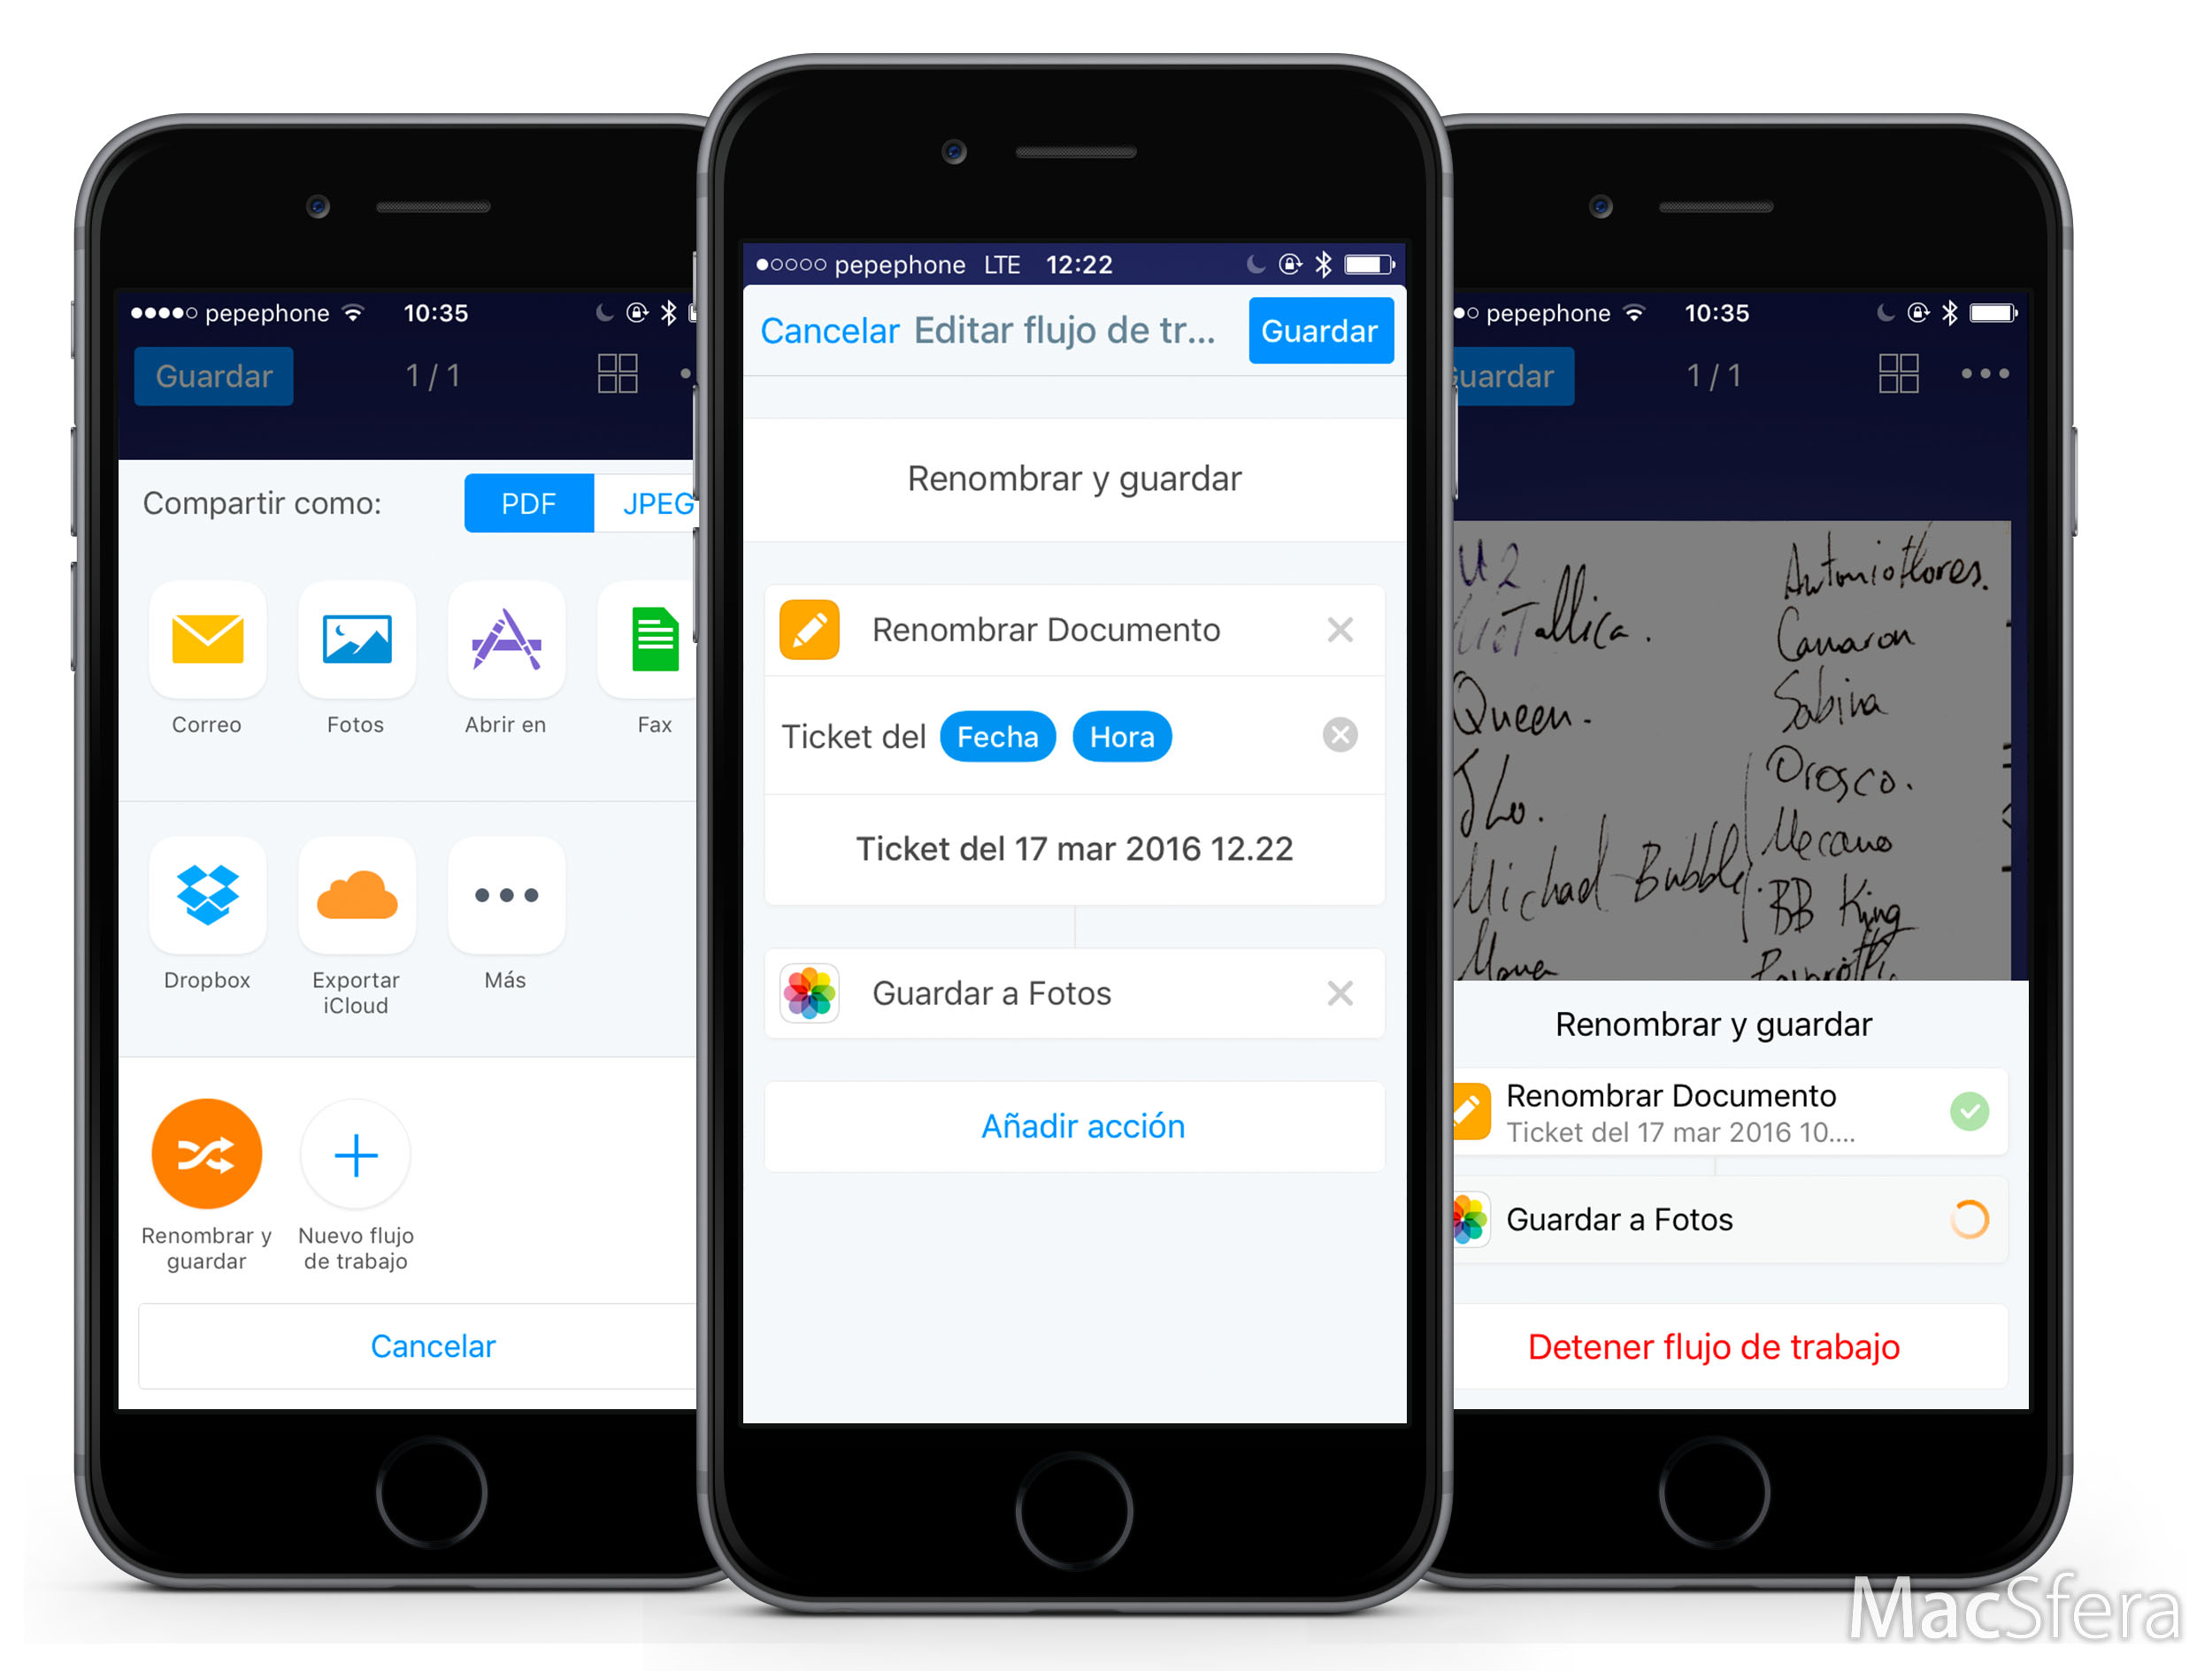 pepephone 10:35
Guardar 1 / 1
Compartir como: PDF JPEG
Correo Fotos Abrir en Fax
Dropbox Exportar Más
iCloud
Renombrar y Nuevo flujo
guardar de trabajo
Cancelar
pepephone LTE 12:22
Cancelar Editar flujo de tr... Guardar
Renombrar y guardar
Renombrar Documento
Ticket del Fecha Hora
Ticket del 17 mar 2016 12.22
Guardar a Fotos
Añadir acción
pepephone 10:35
uardar 1 / 1
U2
Queen.
J Lo.
Michael Bubble.
Antonio flores.
Camaron
Sabina
Orosco.
Mecano
BB King
Renombrar y guardar
Renombrar Documento
Ticket del 17 mar 2016 10....
Guardar a Fotos
Detener flujo de trabajo
MacSfera